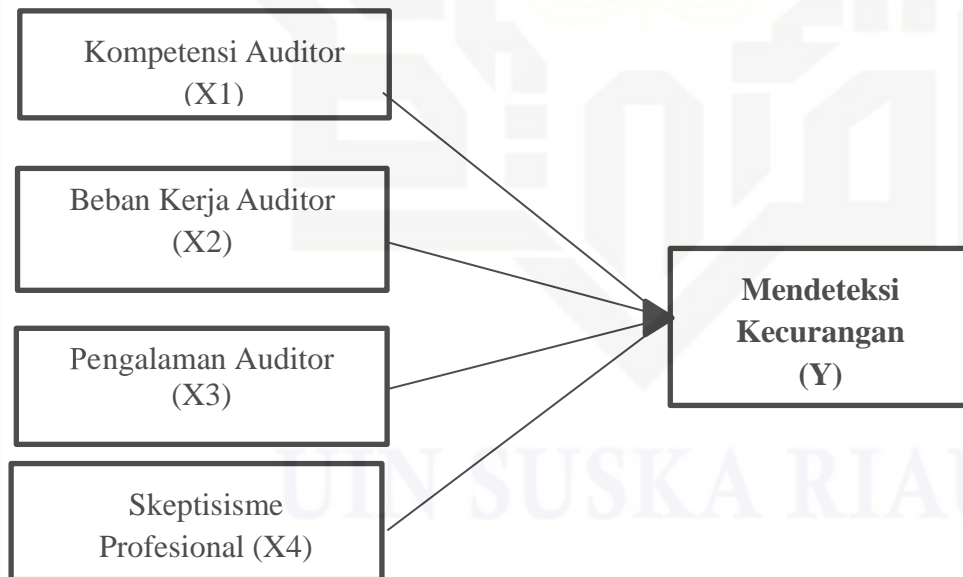 Kompetensi Auditor
(X1)
Beban Kerja Auditor
(X2)
Pengalaman Auditor
(X3)
Skeptisisme
Profesional (X4)
Mendeteksi
Kecurangan
(Y)
UIN SUSKA RIAU